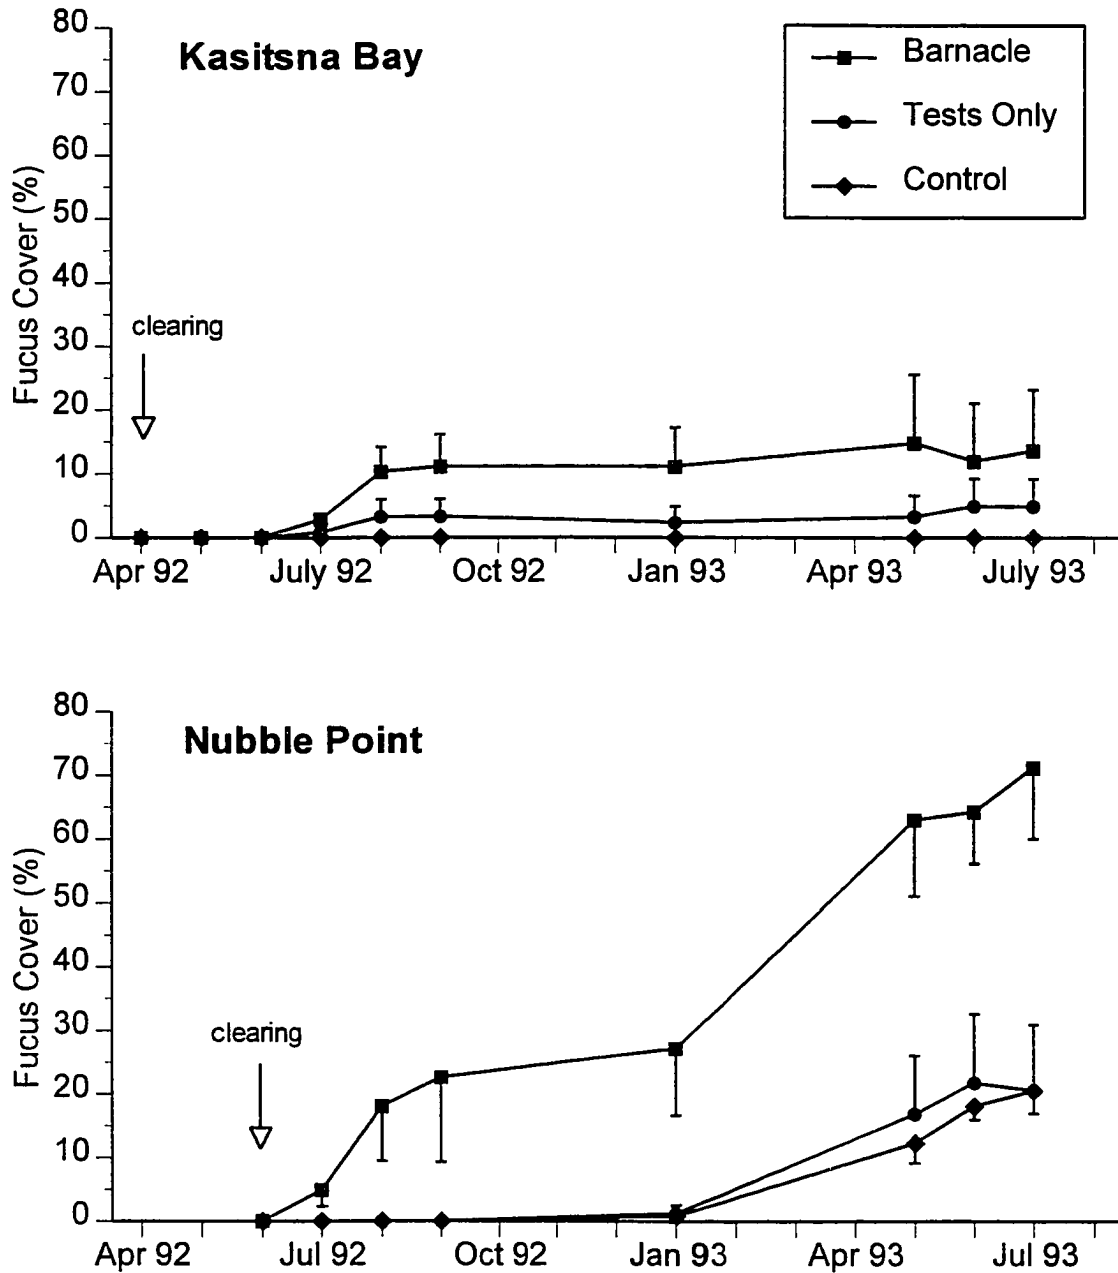 Kasitsna Bay
Barnacle
Tests Only
Control
Fucus Cover (%)
80
70
60
50
40
30
20
10
0
clearing
Apr 92 July 92 Oct 92 Jan 93 Apr 93 July 93
Nubble Point
Fucus Cover (%)
80
70
60
50
40
30
20
10
0
clearing
Apr 92 Jul 92 Oct 92 Jan 93 Apr 93 Jul 93